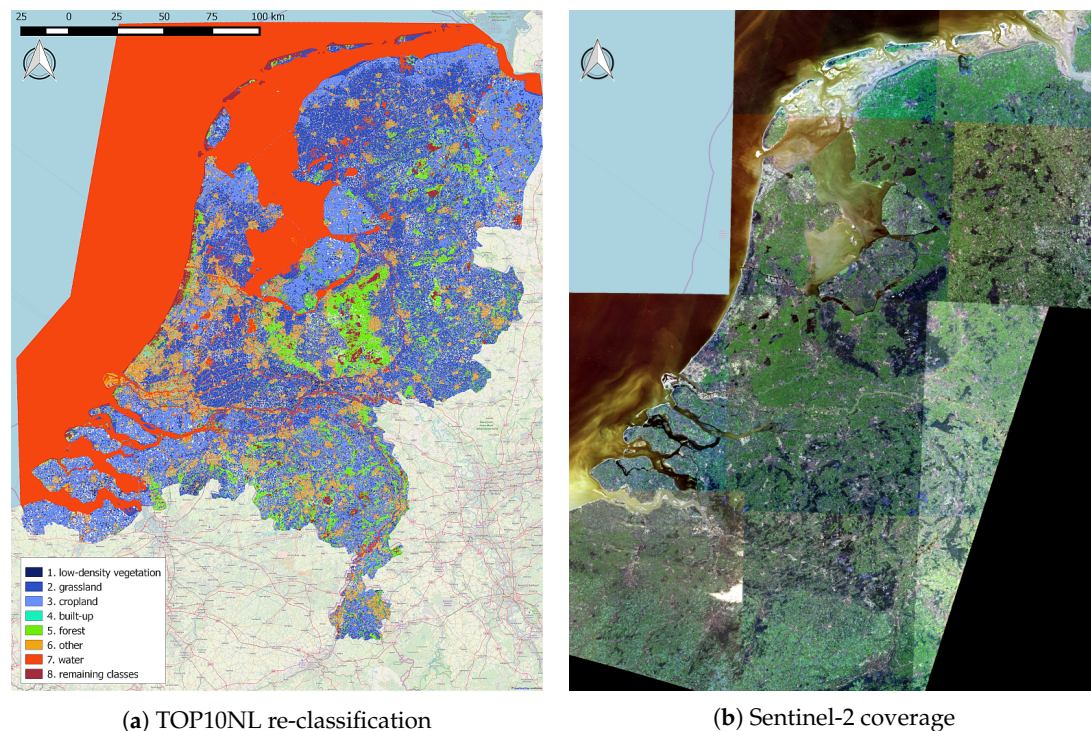 25 0 25 50 75 100 km
1. low-density vegetation
2. grassland
3. cropland
4. built-up
5. forest
6. other
7. water
8. remaining classes
(a) TOP10NL re-classification
(b) Sentinel-2 coverage